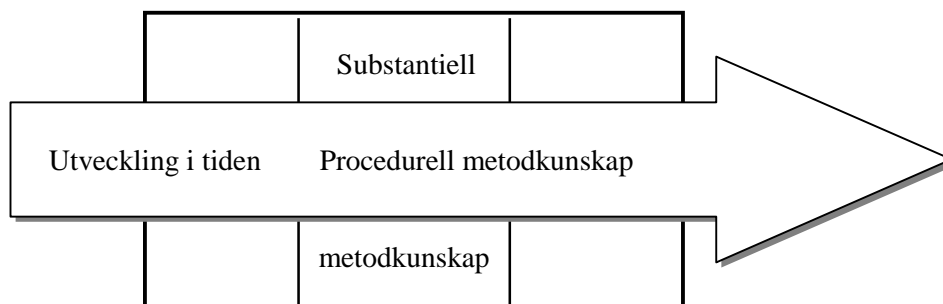 Substantiell
Utveckling i tiden Procedurell metodkunskap
metodkunskap